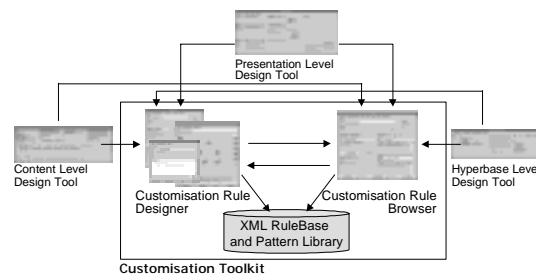 Presentation Level
Design Tool
Content Level
Design Tool
Customisation Rule
Designer
Customisation Rule
Browser
Hyperbase Level
Design Tool
XML RuleBase
and Pattern Library
Customisation Toolkit